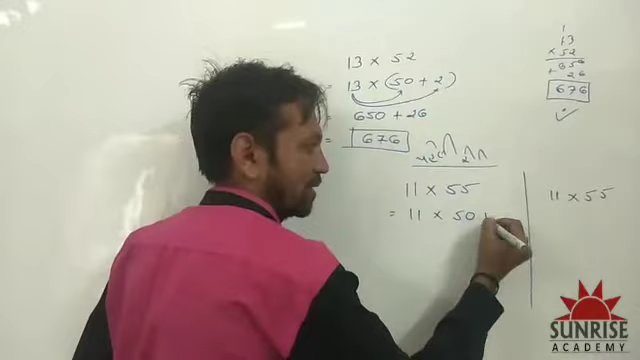 13 × 52
13 × (50 + 2)
650 + 26
= 676
11 × 55
= 11 × 50 +
1
13
× 52
650
+ 26
676
✓
11 × 55
SUNRISE
ACADEMY